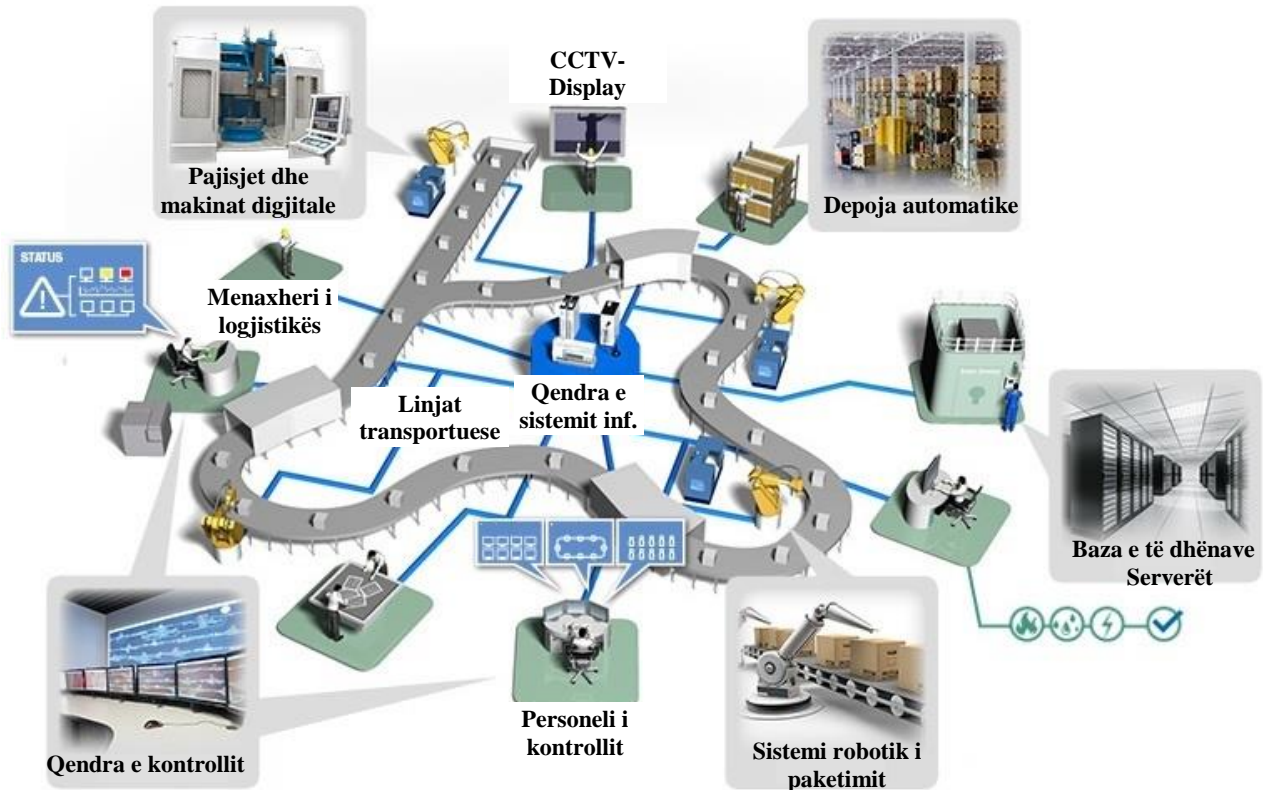 CCTV-
Display
Pajisjet dhe
makinat digjitale
Depoja automatike
STATUS
Menaxheri i
logjistikës
Linjat
transportuese
Qendra e
sistemit inf.
Baza e të dhënave
Serverët
Personeli i
kontrollit
Qendra e kontrollit
Sistemi robotik i
paketimit